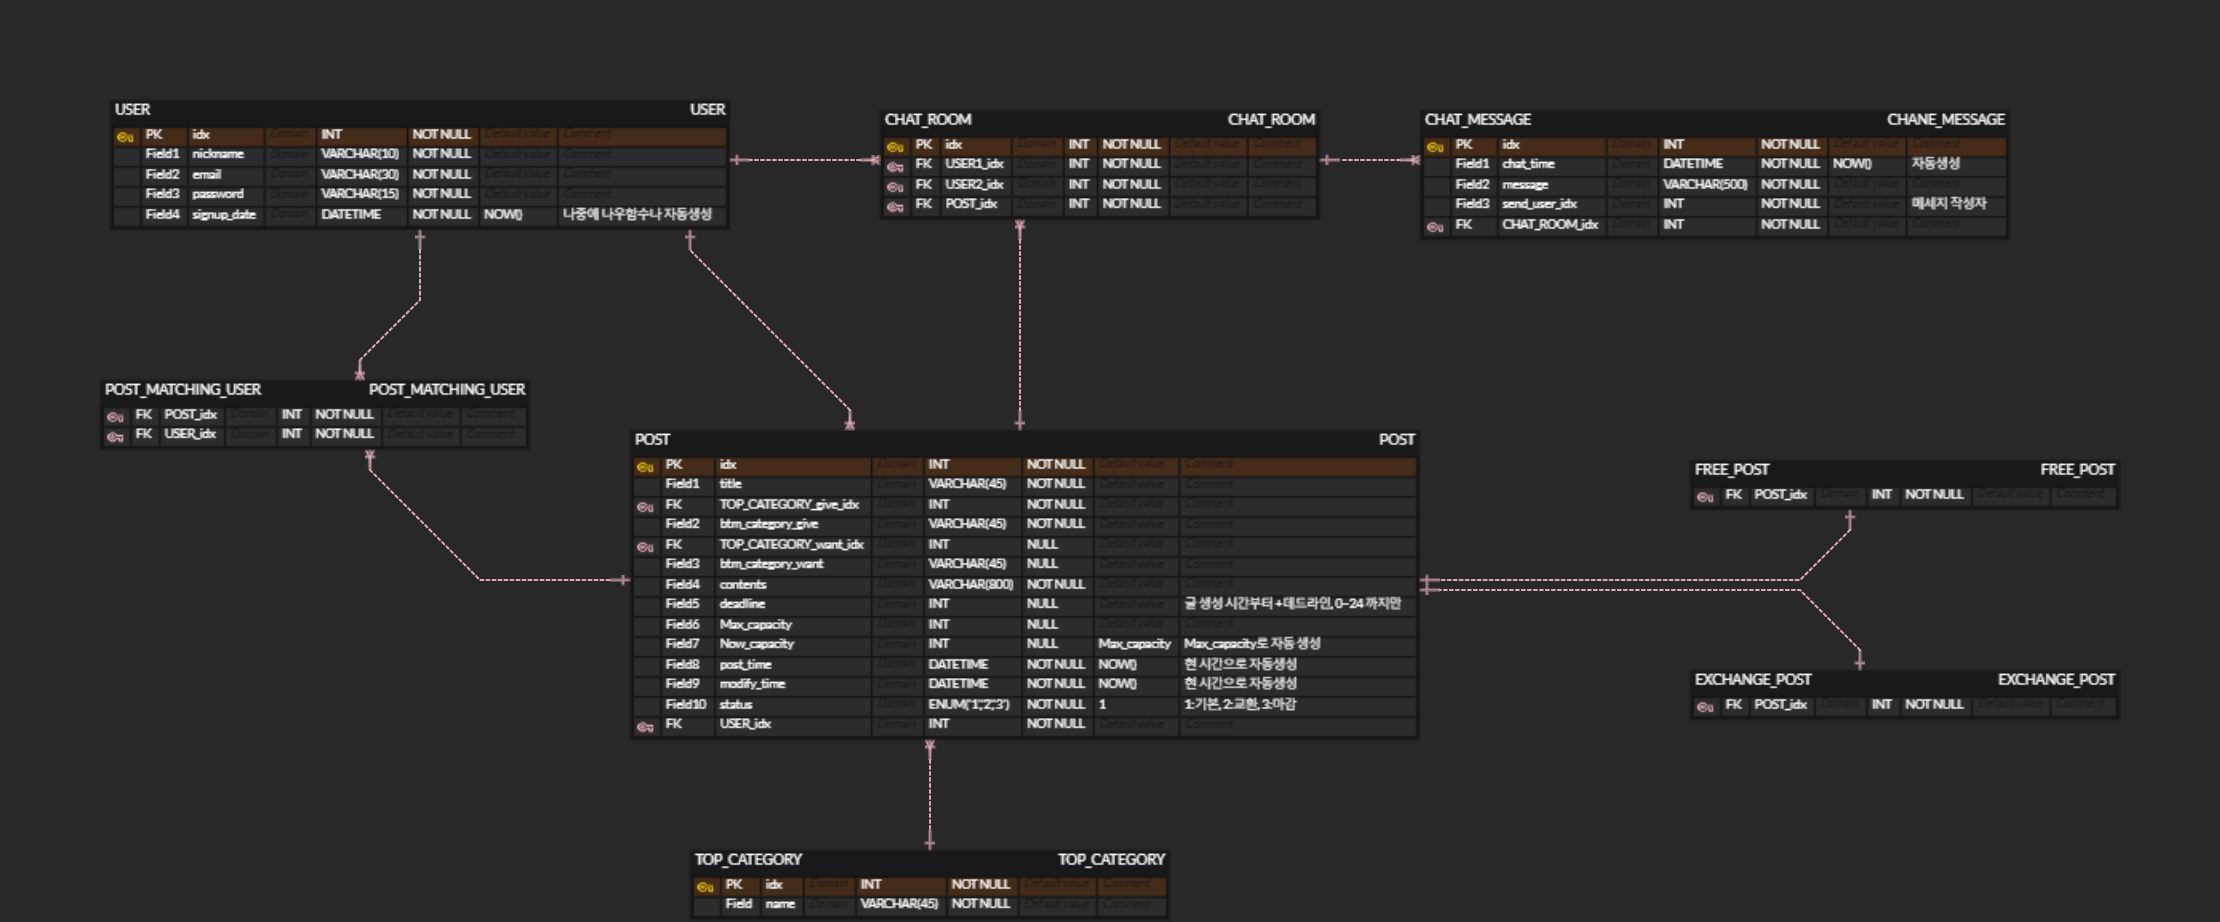 USER USER
PK idx Domain INT NOT NULL Default value Comment
Field1 nickname Domain VARCHAR(10) NOT NULL Default value Comment
Field2 email Domain VARCHAR(30) NOT NULL Default value Comment
Field3 password Domain VARCHAR(15) NOT NULL Default value Comment
Field4 signup_date Domain DATETIME NOT NULL NOW() 나중에 나우함수나 자동생성
CHAT_ROOM CHAT_ROOM
PK idx Domain INT NOT NULL Default value Comment
FK USER1_idx Domain INT NOT NULL Default value Comment
FK USER2_idx Domain INT NOT NULL Default value Comment
FK POST_idx Domain INT NOT NULL Default value Comment
CHAT_MESSAGE CHANE_MESSAGE
PK idx Domain INT NOT NULL Default value Comment
Field1 chat_time Domain DATETIME NOT NULL NOW() 자동생성
Field2 message Domain VARCHAR(500) NOT NULL Default value Comment
Field3 send_user_idx Domain INT NOT NULL Default value 메세지 작성자
FK CHAT_ROOM_idx Domain INT NOT NULL Default value Comment
POST_MATCHING_USER POST_MATCHING_USER
FK POST_idx Domain INT NOT NULL Default value Comment
FK USER_idx Domain INT NOT NULL Default value Comment
POST POST
PK idx Domain INT NOT NULL Default value Comment
Field1 title Domain VARCHAR(45) NOT NULL Default value Comment
FK TOP_CATEGORY_give_idx Domain INT NOT NULL Default value Comment
Field2 btm_category_give Domain VARCHAR(45) NOT NULL Default value Comment
FK TOP_CATEGORY_want_idx Domain INT NULL Default value Comment
Field3 btm_category_want Domain VARCHAR(45) NULL Default value Comment
Field4 contents Domain VARCHAR(800) NOT NULL Default value Comment
Field5 deadline Domain INT NULL Default value 글 생성 시간부터 +데드라인, 0~24 까지만
Field6 Max_capacity Domain INT NULL Default value Comment
Field7 Now_capacity Domain INT NULL Max_capacity Max_capacity로 자동 생성
Field8 post_time Domain DATETIME NOT NULL NOW() 현 시간으로 자동생성
Field9 modify_time Domain DATETIME NOT NULL NOW() 현 시간으로 자동생성
Field10 status Domain ENUM('1','2','3') NOT NULL 1 1:기본, 2:교환, 3:마감
FK USER_idx Domain INT NOT NULL Default value Comment
FREE_POST FREE_POST
FK POST_idx Domain INT NOT NULL Default value Comment
EXCHANGE_POST EXCHANGE_POST
FK POST_idx Domain INT NOT NULL Default value Comment
TOP_CATEGORY TOP_CATEGORY
PK idx Domain INT NOT NULL Default value Comment
Field name Domain VARCHAR(45) NOT NULL Default value Comment